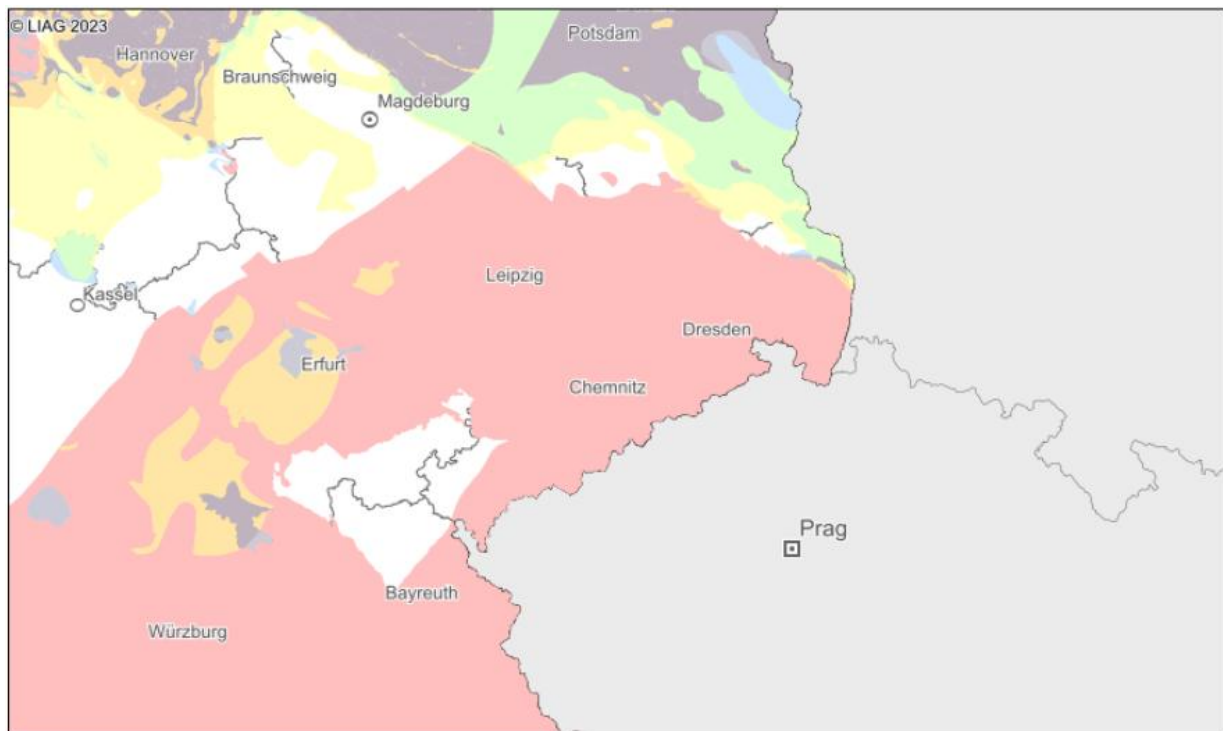 © LIAG 2023
Potsdam
Hannover
Braunschweig
Magdeburg
Leipzig
Kassel
Dresden
Erfurt
Chemnitz
Prag
Bayreuth
Würzburg